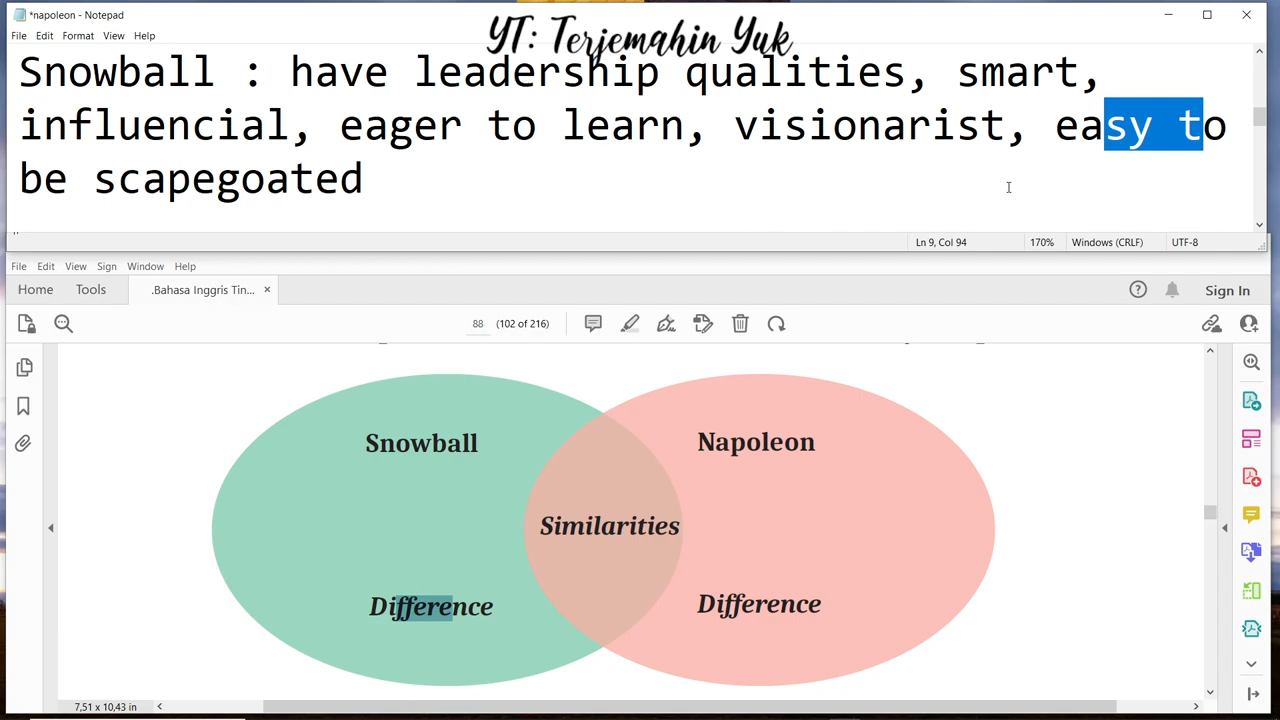 *napoleon - Notepad
YT: Terjemahin Yuk
File Edit Format View Help
Snowball : have leadership qualities, smart,
influencial, eager to learn, visionarist, easy to
be scapegoated
Ln 9, Col 94 170% Windows (CRLF) UTF-8
File Edit View Sign Window Help
Home Tools .Bahasa Inggris Tin... × Sign In
88 (102 of 216)
Snowball Napoleon
Similarities
Difference Difference
7,51 x 10,43 in